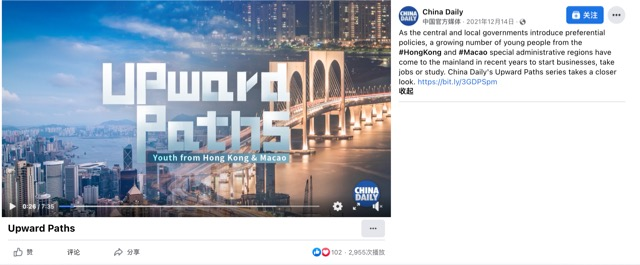 UPward
Paths
Youth from Hong Kong & Macao
CHINA
DAILY
0:26 / 7:35
Upward Paths
赞
评论
分享
102 · 2,955次播放
CHINA
DAILY
China Daily
中国官方媒体 · 2021年12月14日 ·
关注
As the central and local governments introduce preferential
policies, a growing number of young people from the
#HongKong and #Macao special administrative regions have
come to the mainland in recent years to start businesses, take
jobs or study. China Daily's Upward Paths series takes a closer
look. https://bit.ly/3GDPSpm
收起